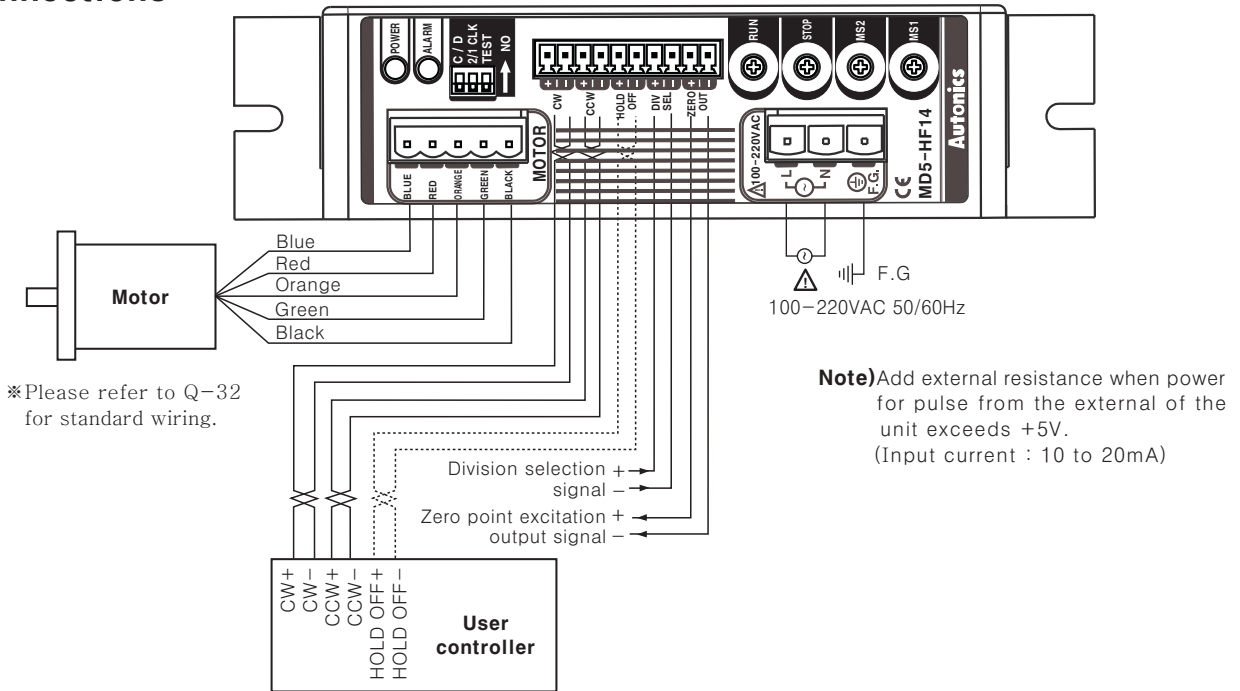 POWER
ALARM
C / D
2/1 CLK
TEST
NO
RUN
STOP
MS2
MS1
+ − + − + − + − + −
CW
CCW
HOLD
OFF
DIV
SEL
ZERO
OUT
MOTOR
BLUE
RED
ORANGE
GREEN
BLACK
100−220VAC
L
N
F.G.
CE
MD5−HF14
Autonics
Blue
Red
Orange
Green
Black
Motor
F.G
100−220VAC 50/60Hz
※Please refer to Q−32
for standard wiring.
Note)Add external resistance when power
for pulse from the external of the
unit exceeds +5V.
(Input current : 10 to 20mA)
Division selection +
signal −
Zero point excitation +
output signal −
CW+
CW−
CCW+
CCW−
HOLD OFF+
HOLD OFF−
User
controller